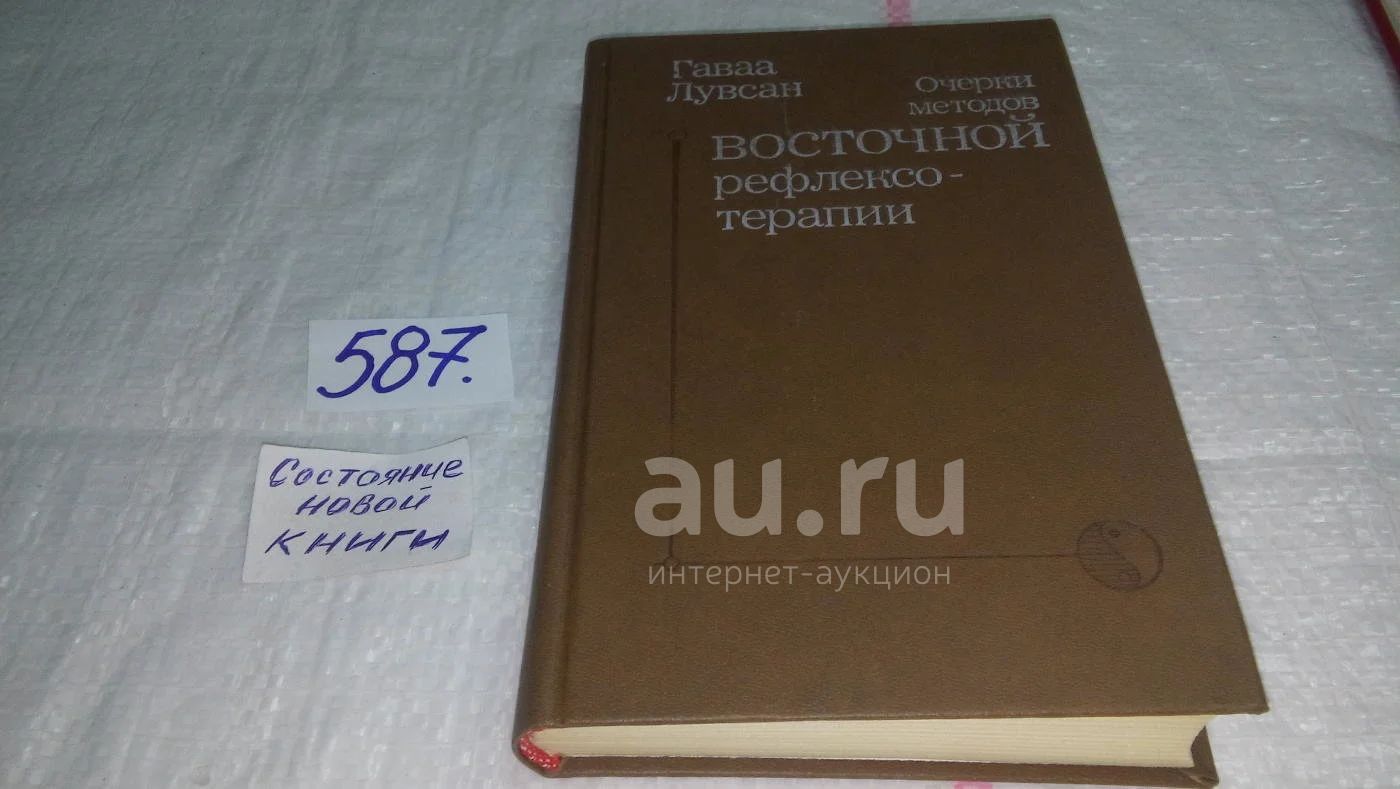 Гаваа
Лувсан
Очерки
методов
ВОСТОЧНОЙ
рефлексо-
терапии
587.
Состояние
новой
книги
au.ru
интернет-аукцион